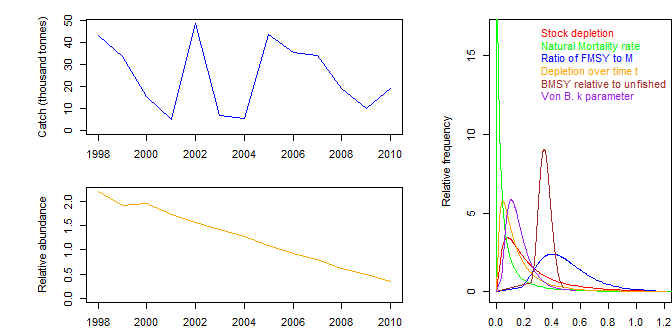 Catch (thousand tonnes)
50
40
30
20
10
0
1998 2000 2002 2004 2006 2008 2010
Relative abundance
2.0
1.5
1.0
0.5
0.0
1998 2000 2002 2004 2006 2008 2010
Relative frequency
15
10
5
0
0.0 0.2 0.4 0.6 0.8 1.0 1.2
Stock depletion
Natural Mortality rate
Ratio of FMSY to M
Depletion over time t
BMSY relative to unfished
Von B. k parameter